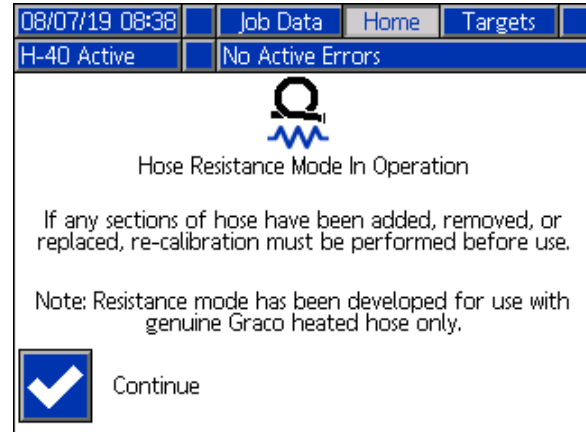 08/07/19 08:38 Job Data Home Targets
H-40 Active No Active Errors
Hose Resistance Mode In Operation
If any sections of hose have been added, removed, or
replaced, re-calibration must be performed before use.
Note: Resistance mode has been developed for use with
genuine Graco heated hose only.
Continue